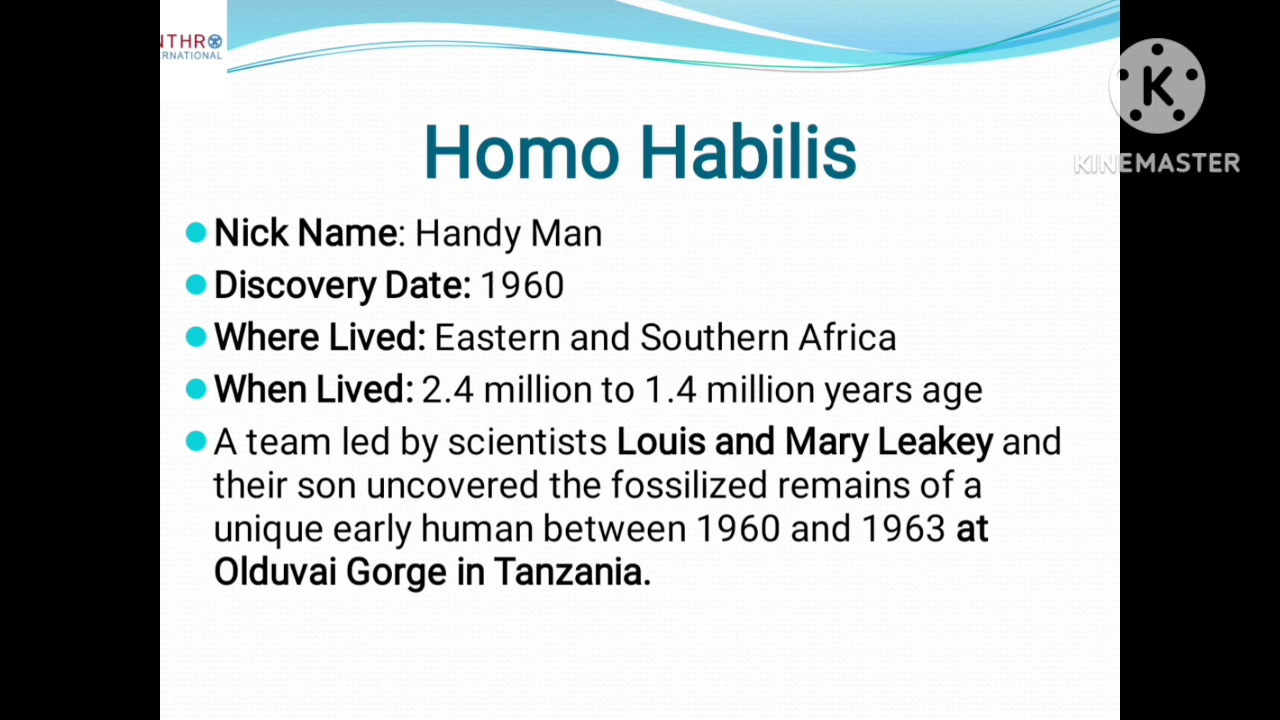 NTHR
ERNATIONAL
K
KINEMASTER
Homo Habilis
Nick Name: Handy Man
Discovery Date: 1960
Where Lived: Eastern and Southern Africa
When Lived: 2.4 million to 1.4 million years age
A team led by scientists Louis and Mary Leakey and
their son uncovered the fossilized remains of a
unique early human between 1960 and 1963 at
Olduvai Gorge in Tanzania.